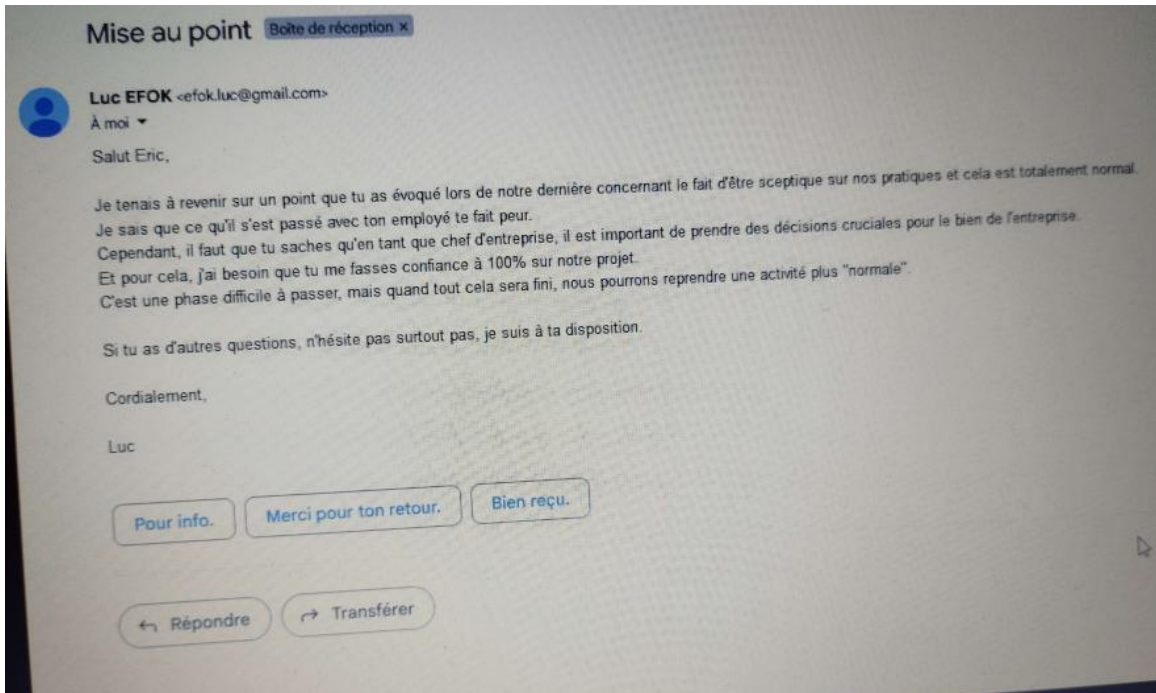 Mise au point Boîte de réception ×
Luc EFOK <efok.luc@gmail.com>
À moi
Salut Eric,
Je tenais à revenir sur un point que tu as évoqué lors de notre dernière concernant le fait d'être sceptique sur nos pratiques et cela est totalement normal.
Je sais que ce qu'il s'est passé avec ton employé te fait peur.
Cependant, il faut que tu saches qu'en tant que chef d'entreprise, il est important de prendre des décisions cruciales pour le bien de l'entreprise.
Et pour cela, j'ai besoin que tu me fasses confiance à 100% sur notre projet.
C'est une phase difficile à passer, mais quand tout cela sera fini, nous pourrons reprendre une activité plus "normale".
Si tu as d'autres questions, n'hésite pas surtout pas, je suis à ta disposition.
Cordialement,
Luc
Pour info. Merci pour ton retour. Bien reçu.
Répondre Transférer